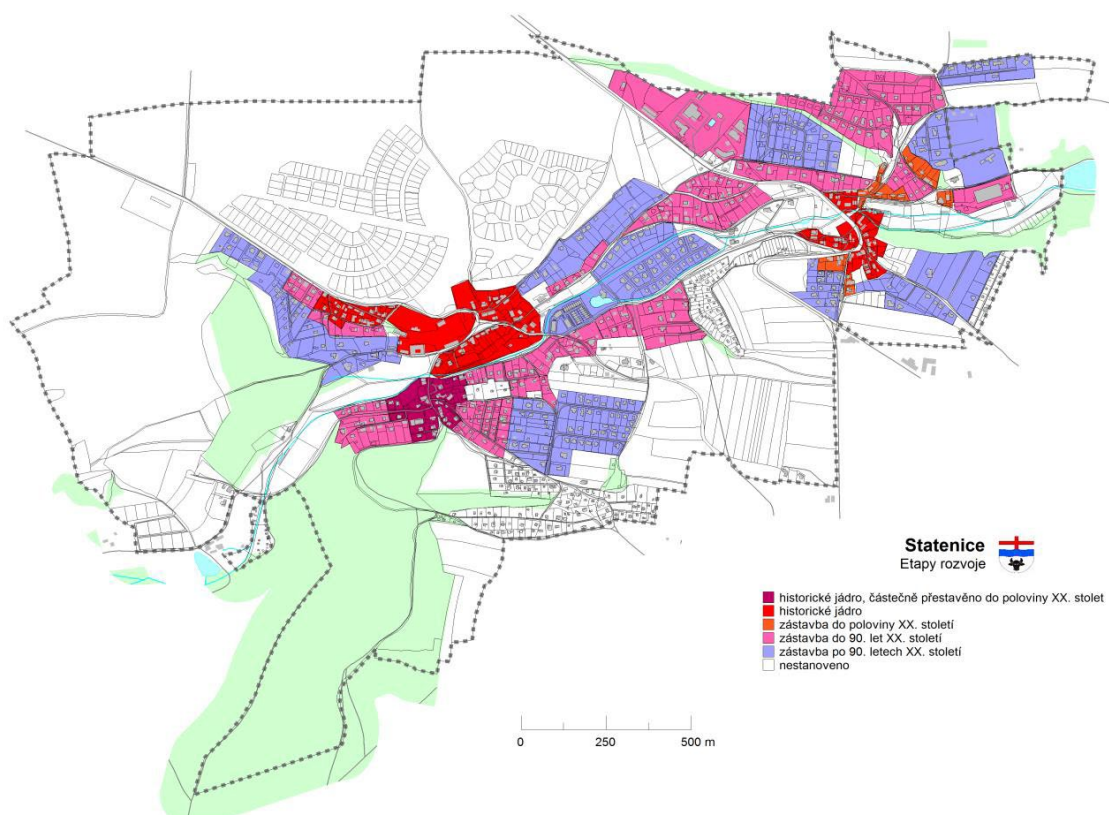 Statenice
Etapy rozvoje
historické jádro, částečně přestavěno do poloviny XX. stolet
historické jádro
zástavba do poloviny XX. století
zástavba do 90. let XX. století
zástavba po 90. letech XX. století
nestanoveno
0 250 500 m